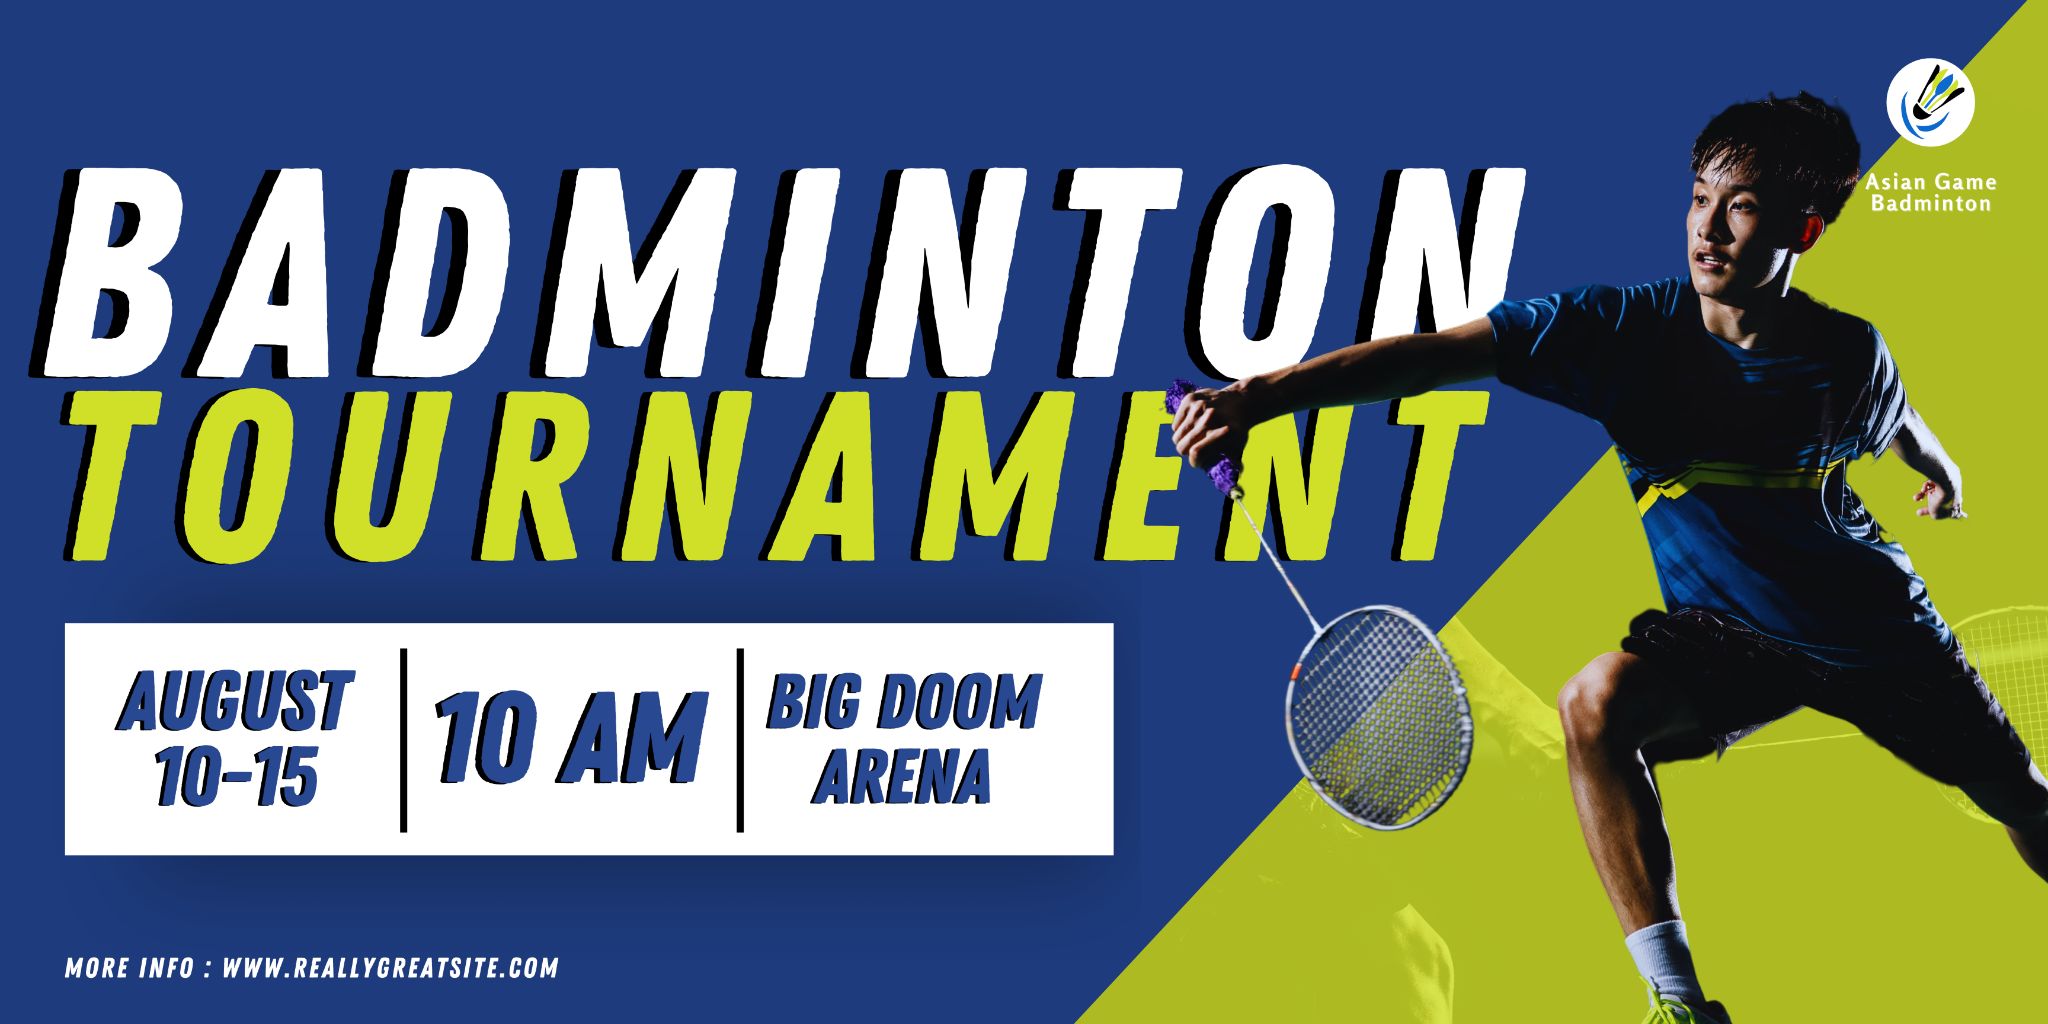 Asian Game
Badminton
BADMINTON
TOURNAMENT
AUGUST
10-15
10 AM
BIG DOOM
ARENA
MORE INFO : WWW.REALLYGREATSITE.COM